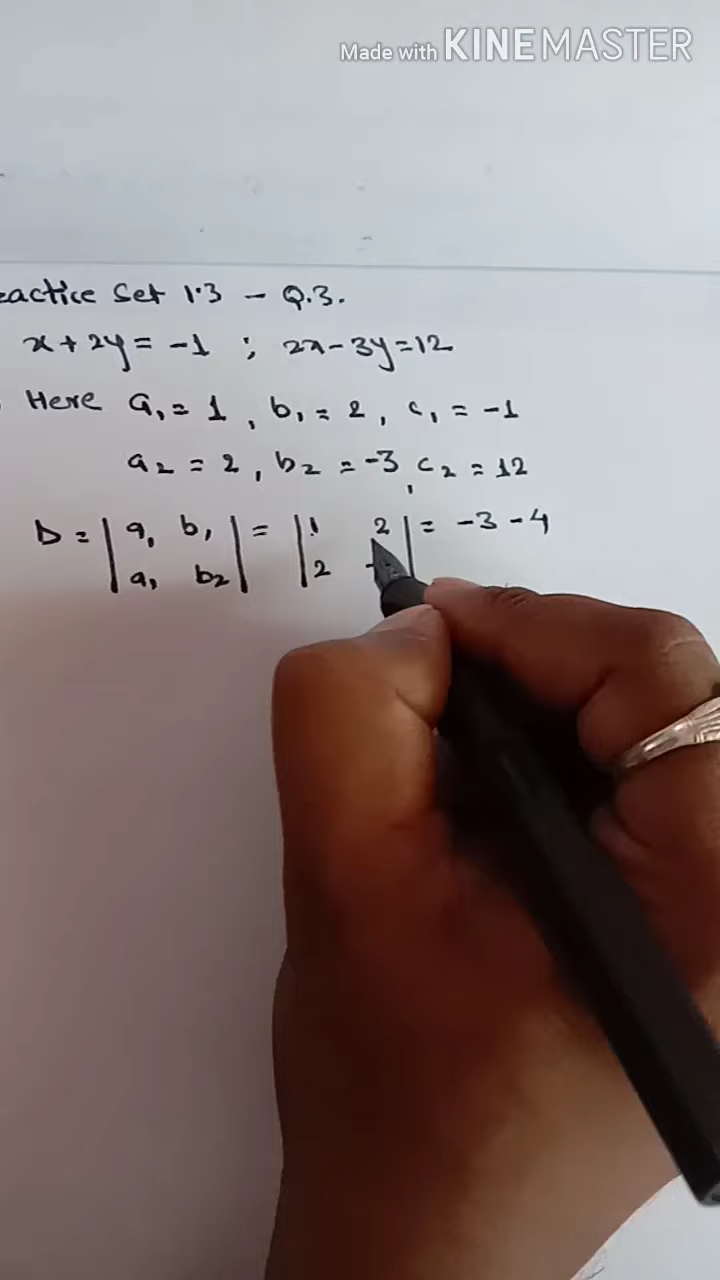 Made with KINEMASTER
eactice Set 1.3 - Q.3.
x + 2y = -1 ; 2x - 3y = 12
Here a₁ = 1 , b₁ = 2 , c₁ = -1
a₂ = 2 , b₂ = -3 , c₂ = 12
D = | a₁ b₁ | = | 1 2 | = -3 - 4
| a₁ b₂ | | 2 - |